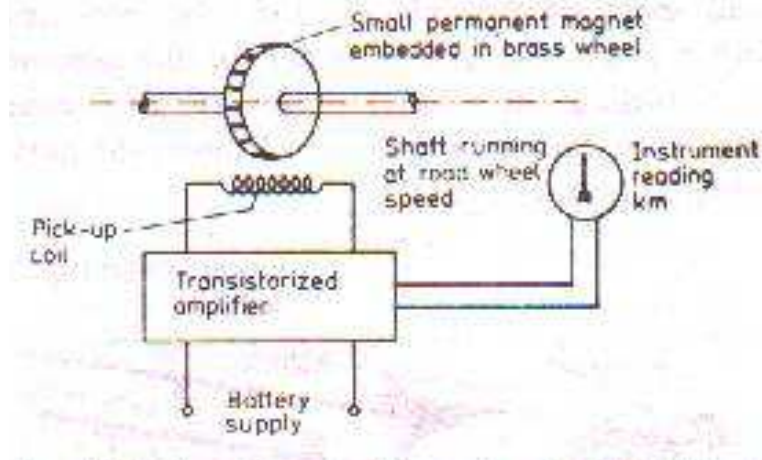 Small permanent magnet
embedded in brass wheel
Shaft running
at road wheel
speed
Instrument
reading
km
Pick-up
coil
Transistorized
amplifier
Battery
supply